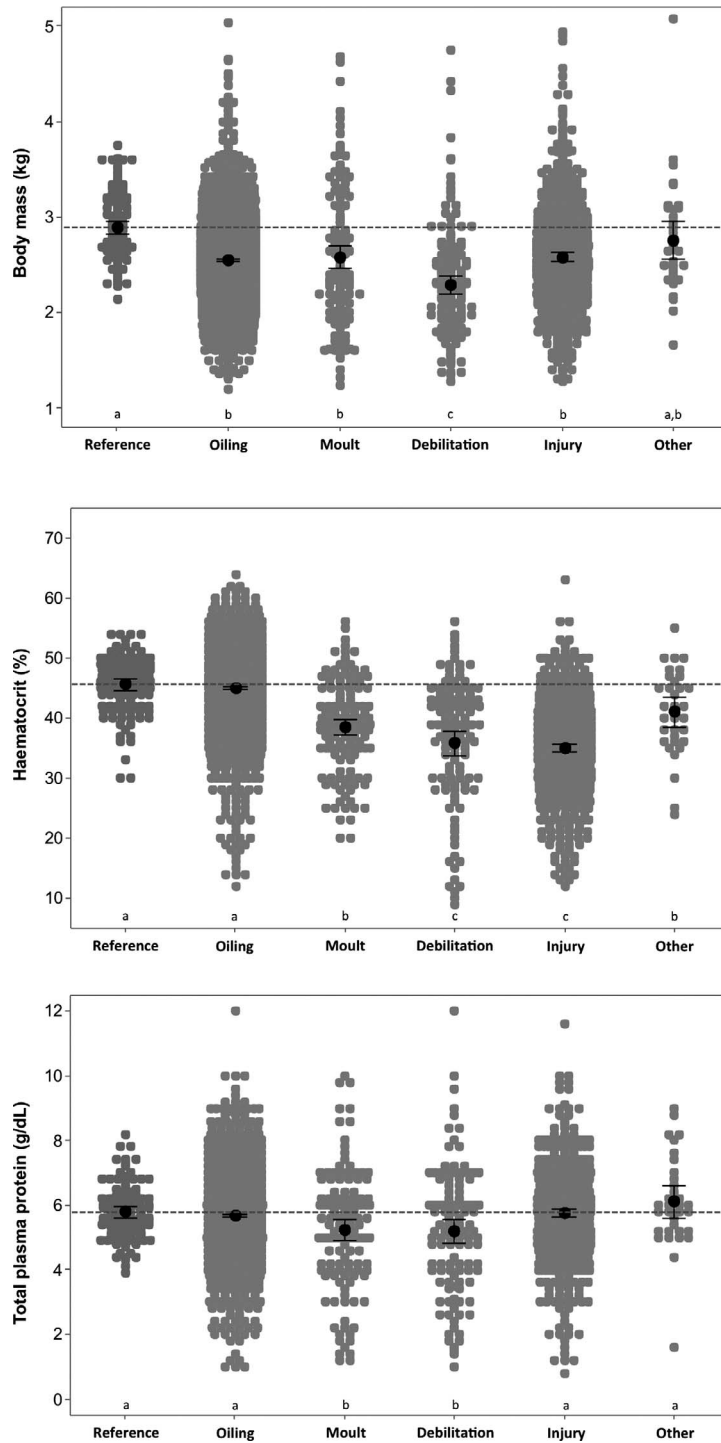 Body mass (kg)
5
4
3
2
1
a b b c b a,b
Reference Oiling Moult Debilitation Injury Other
Haematocrit (%)
70
60
50
40
30
20
10
a a b c c b
Reference Oiling Moult Debilitation Injury Other
Total plasma protein (g/dL)
12
10
8
6
4
2
0
a a b b a a
Reference Oiling Moult Debilitation Injury Other